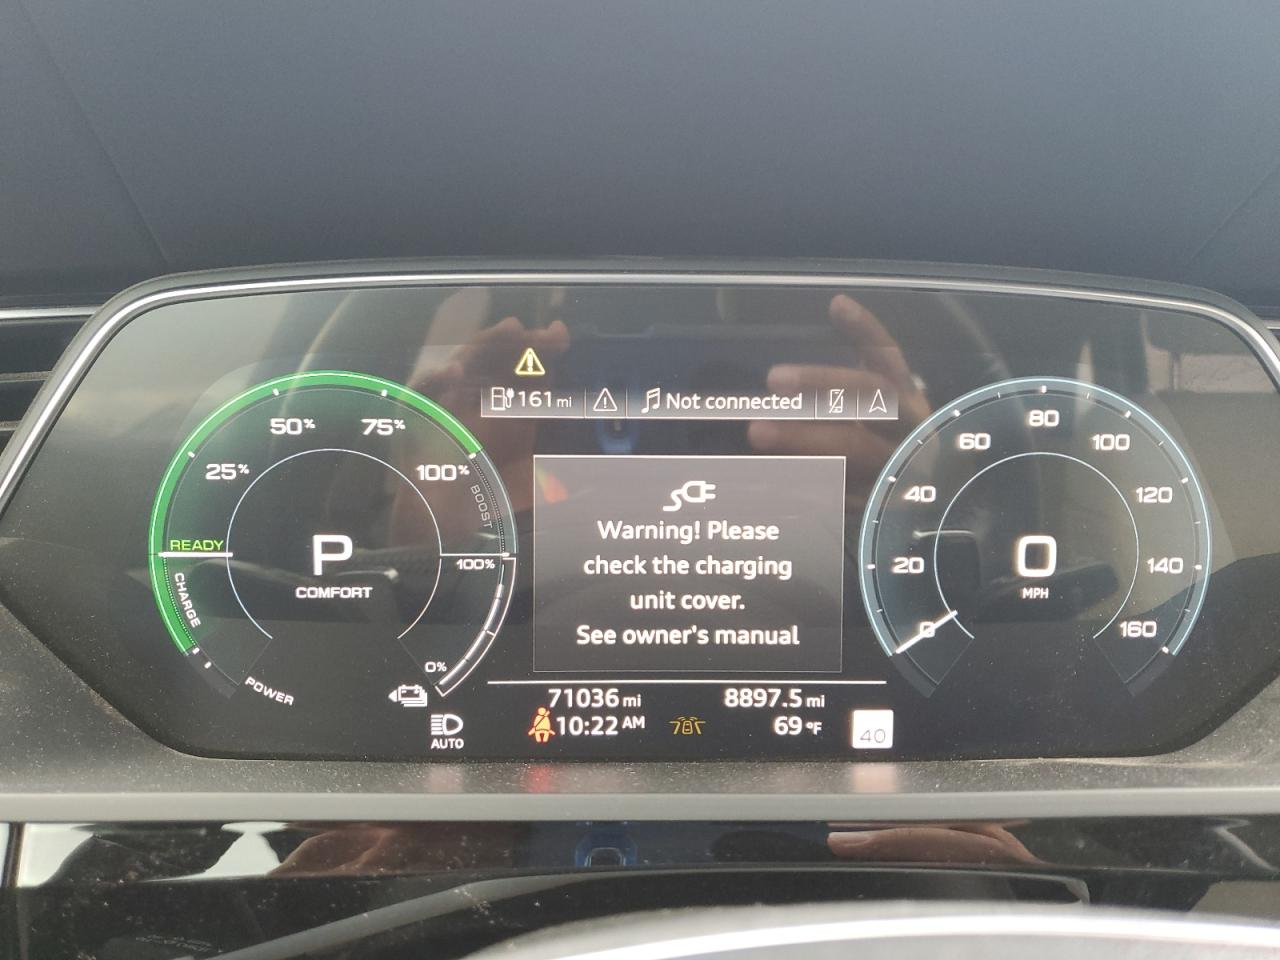 161 mi
Not connected
50%
75%
25%
100%
BOOST
READY
P
COMFORT
CHARGE
100%
0%
POWER
AUTO
Warning! Please
check the charging
unit cover.
See owner's manual
71036 mi
8897.5 mi
10:22 AM
69 °F
40
0
20
40
60
80
100
120
140
160
0
MPH